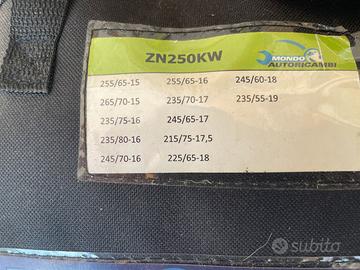 ZN250KW
MONDO
AUTORICAMBI
255/65-15 255/65-16 245/60-18
265/70-15 235/70-17 235/55-19
235/75-16 245/65-17
235/80-16 215/75-17,5
245/70-16 225/65-18
subito